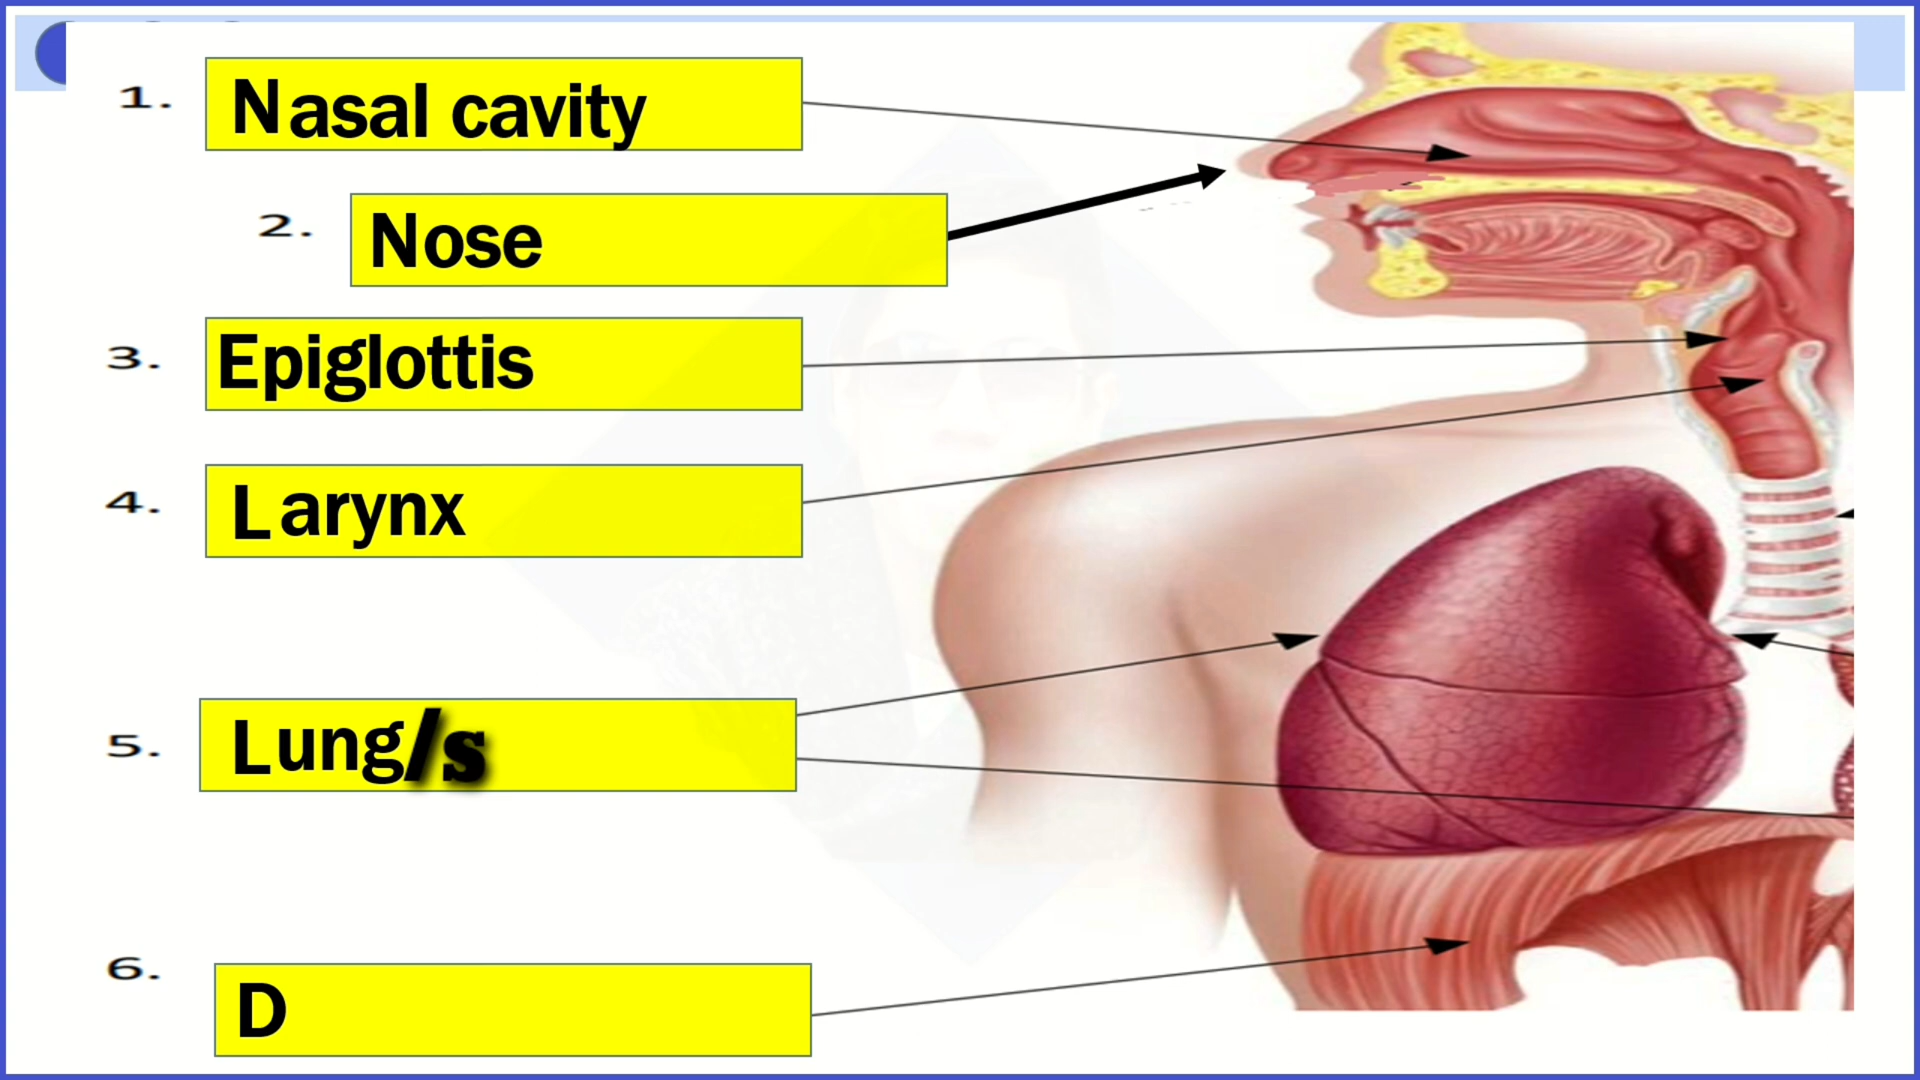 1. Nasal cavity
2. Nose
3. Epiglottis
4. Larynx
5. Lung/s
6. D